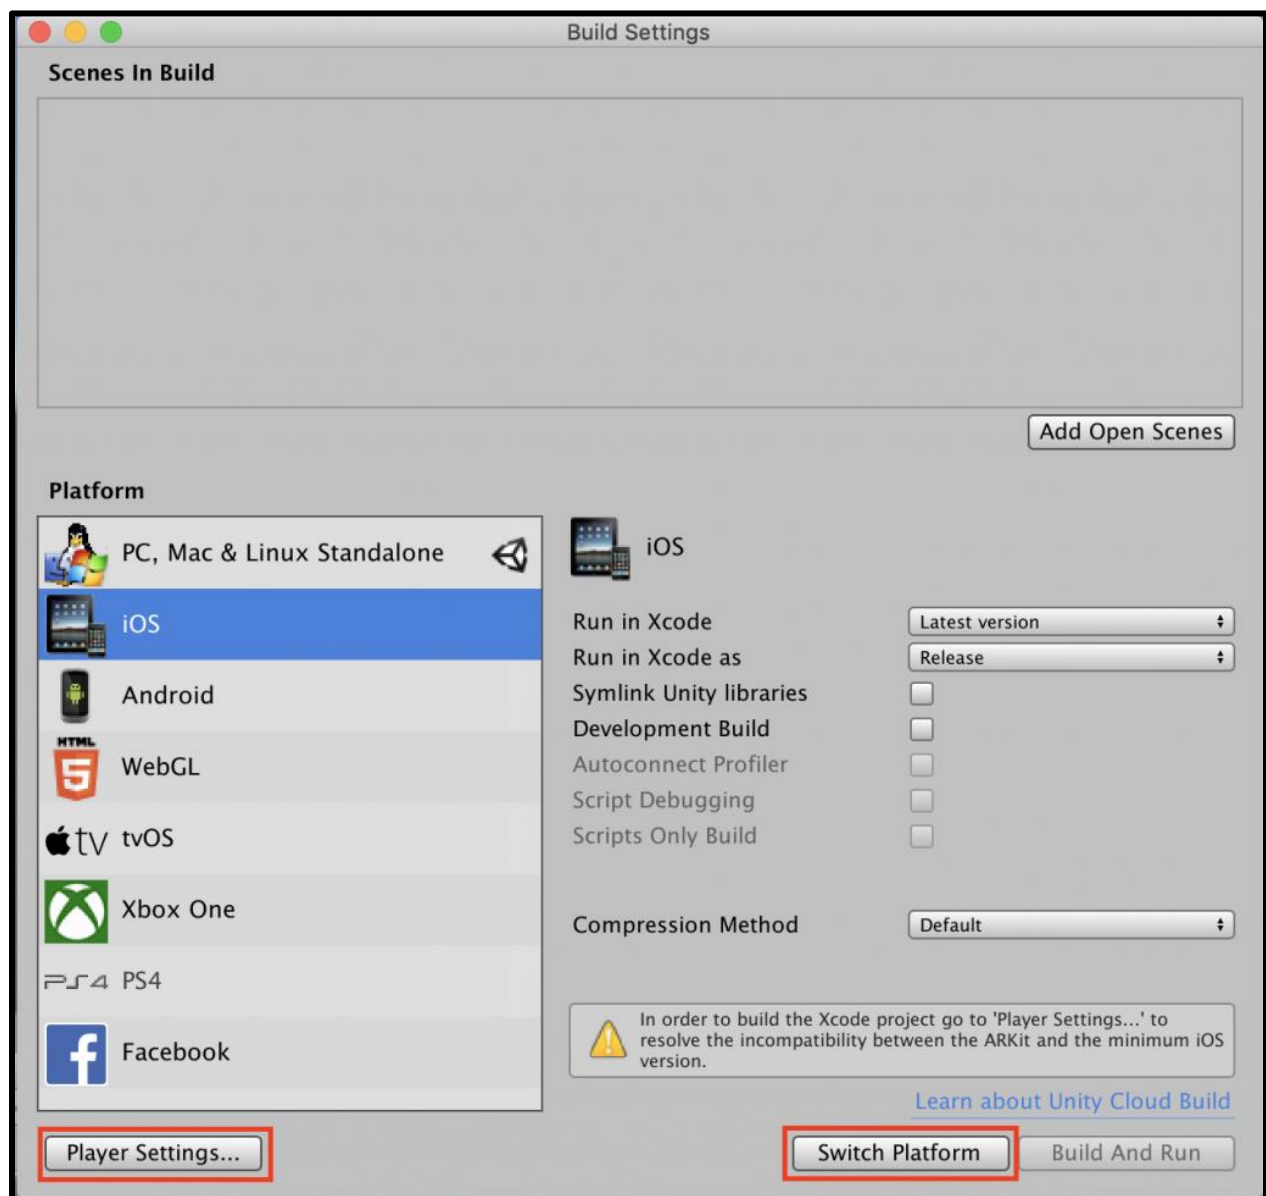 Build Settings
Scenes In Build
Add Open Scenes
Platform
PC, Mac & Linux Standalone
iOS
Android
HTML
5
WebGL
tv
tvOS
Xbox One
PS4
PS4
f
Facebook
iOS
Run in Xcode
Latest version
Run in Xcode as
Release
Symlink Unity libraries
Development Build
Autoconnect Profiler
Script Debugging
Scripts Only Build
Compression Method
Default
In order to build the Xcode project go to 'Player Settings...' to
resolve the incompatibility between the ARKit and the minimum iOS
version.
Learn about Unity Cloud Build
Player Settings...
Switch Platform
Build And Run